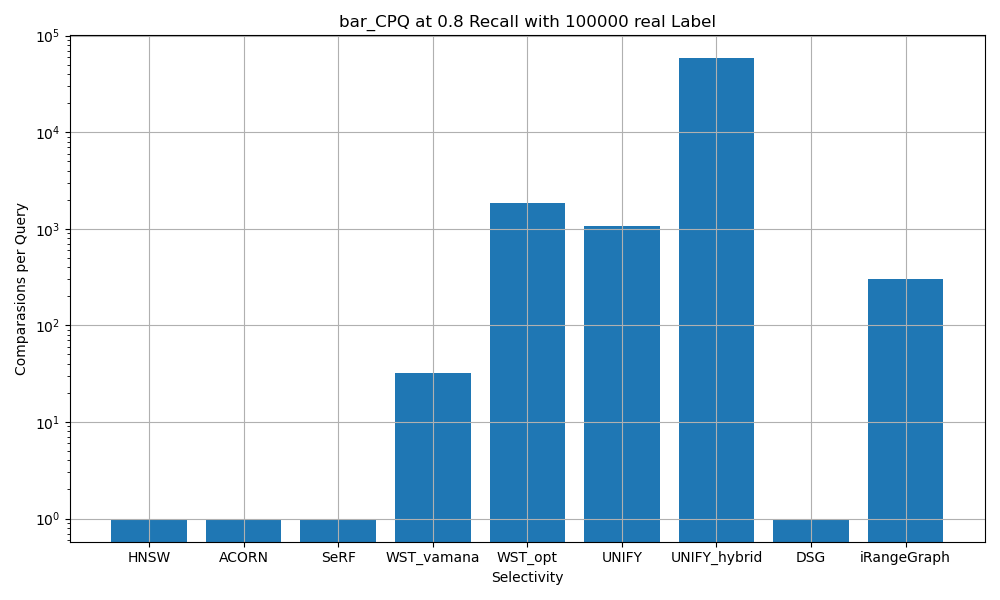 bar_CPQ at 0.8 Recall with 100000 real Label
Comparasions per Query
10^5
10^4
10^3
10^2
10^1
10^0
HNSW ACORN SeRF WST_vamana WST_opt UNIFY UNIFY_hybrid DSG iRangeGraph
Selectivity